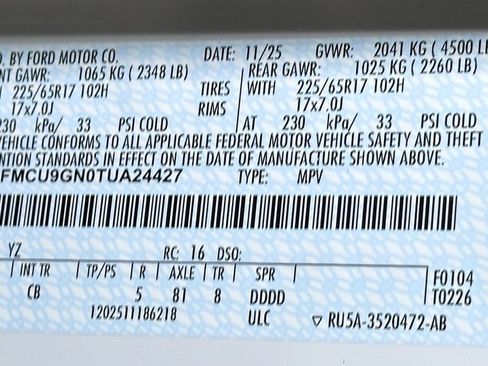 D. BY FORD MOTOR CO. DATE: 11/25 GVWR: 2041 KG ( 4500 LB
NT GAWR: 1065 KG ( 2348 LB) REAR GAWR: 1025 KG ( 2260 LB)
H 225/65R17 102H TIRES WITH 225/65R17 102H
17x7.0J RIMS 17x7.0J
230 kPa/ 33 PSI COLD AT 230 kPa/ 33 PSI COLD
VEHICLE CONFORMS TO ALL APPLICABLE FEDERAL MOTOR VEHICLE SAFETY AND THEFT
NTION STANDARDS IN EFFECT ON THE DATE OF MANUFACTURE SHOWN ABOVE.
FMCU9GN0TUA24427 TYPE: MPV
YZ RC: 16 DSO:
INT TR TP/PS R AXLE TR SPR F0104
CB 5 81 8 DDDD T0226
1202511186218 ULC ▽ RU5A-3520472-AB